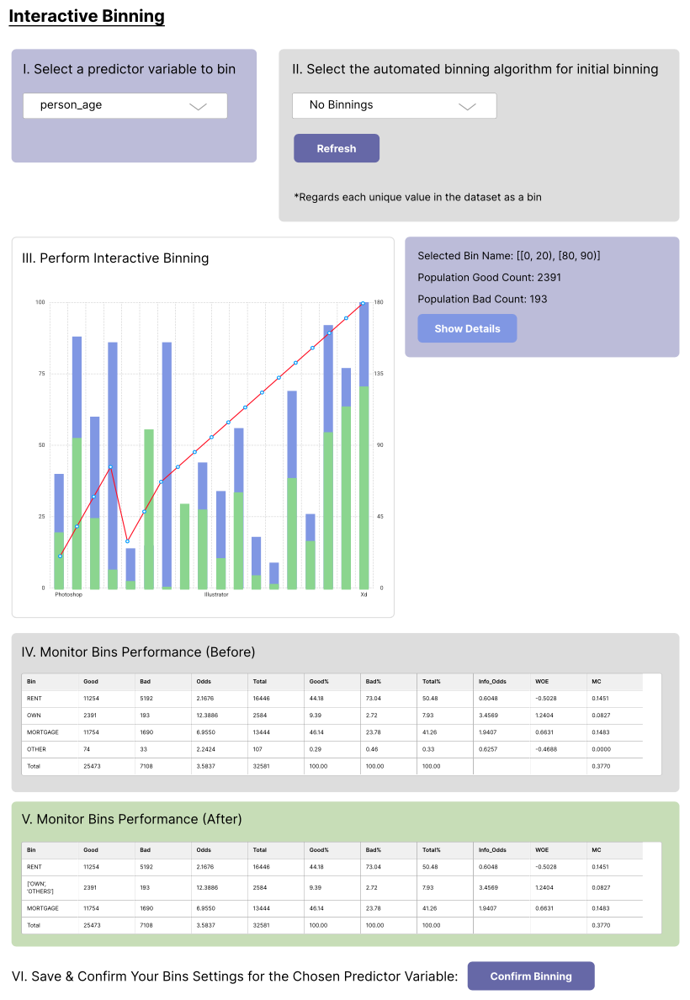 Interactive Binning
I. Select a predictor variable to bin
person_age
II. Select the automated binning algorithm for initial binning
No Binnings
Refresh
*Regards each unique value in the dataset as a bin
III. Perform Interactive Binning
100 180
75 135
50 90
25 45
0 0
Photoshop Illustrator Xd
Selected Bin Name: [[0, 20), [80, 90)]
Population Good Count: 2391
Population Bad Count: 193
Show Details
IV. Monitor Bins Performance (Before)
Bin Good Bad Odds Total Good% Bad% Total% Info_Odds WOE MC
RENT 11254 5192 2.1676 16446 44.18 73.04 50.48 0.6048 -0.5028 0.1451
OWN 2391 193 12.3886 2584 9.39 2.72 7.93 3.4569 1.2404 0.0827
MORTGAGE 11754 1690 6.9550 13444 46.14 23.78 41.26 1.9407 0.6631 0.1483
OTHER 74 33 2.2424 107 0.29 0.46 0.33 0.6257 -0.4688 0.0000
Total 25473 7108 3.5837 32581 100.00 100.00 100.00 0.3770
V. Monitor Bins Performance (After)
Bin Good Bad Odds Total Good% Bad% Total% Info_Odds WOE MC
RENT 11254 5192 2.1676 16446 44.18 73.04 50.48 0.6048 -0.5028 0.1451
['OWN',
'OTHERS'] 2391 193 12.3886 2584 9.39 2.72 7.93 3.4569 1.2404 0.0827
MORTGAGE 11754 1690 6.9550 13444 46.14 23.78 41.26 1.9407 0.6631 0.1483
Total 25473 7108 3.5837 32581 100.00 100.00 100.00 0.3770
VI. Save & Confirm Your Bins Settings for the Chosen Predictor Variable:
Confirm Binning